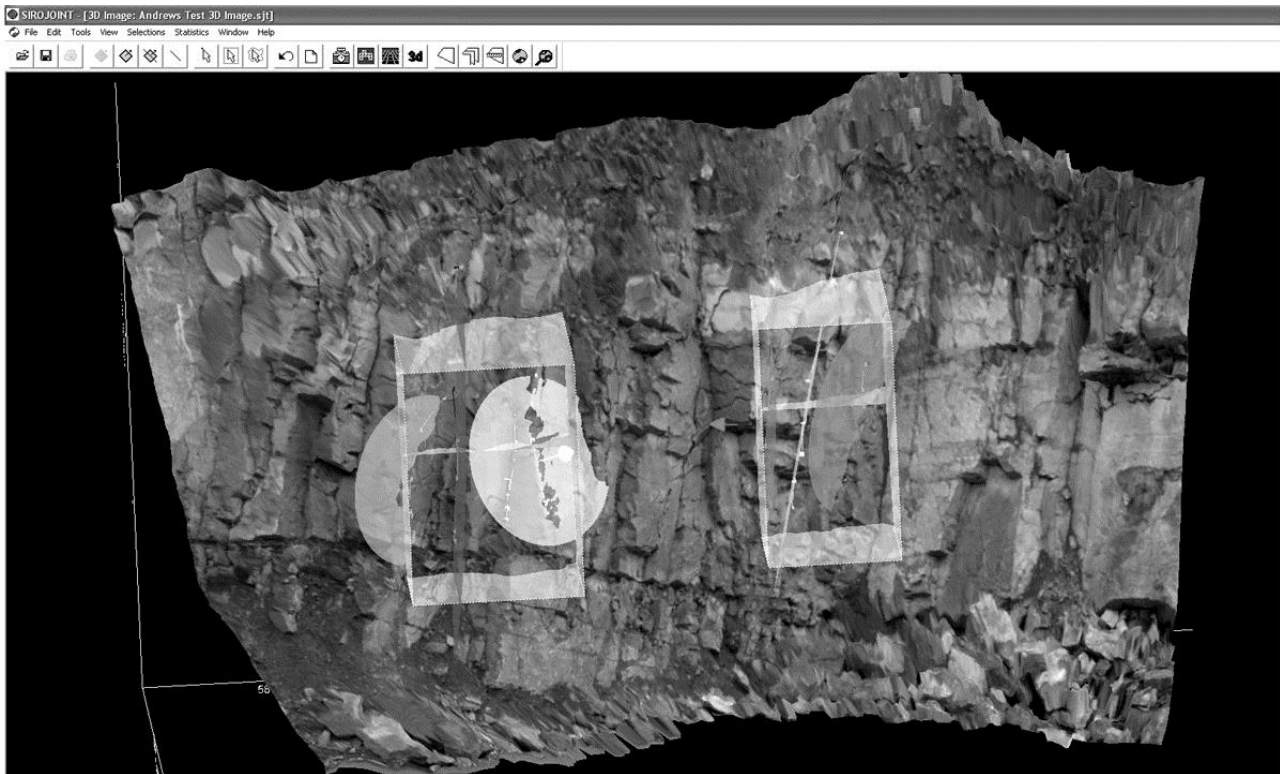 SIROJOINT - [3D Image: Andrews Test 3D Image.sjt]
File Edit Tools View Selections Statistics Window Help
3d
58